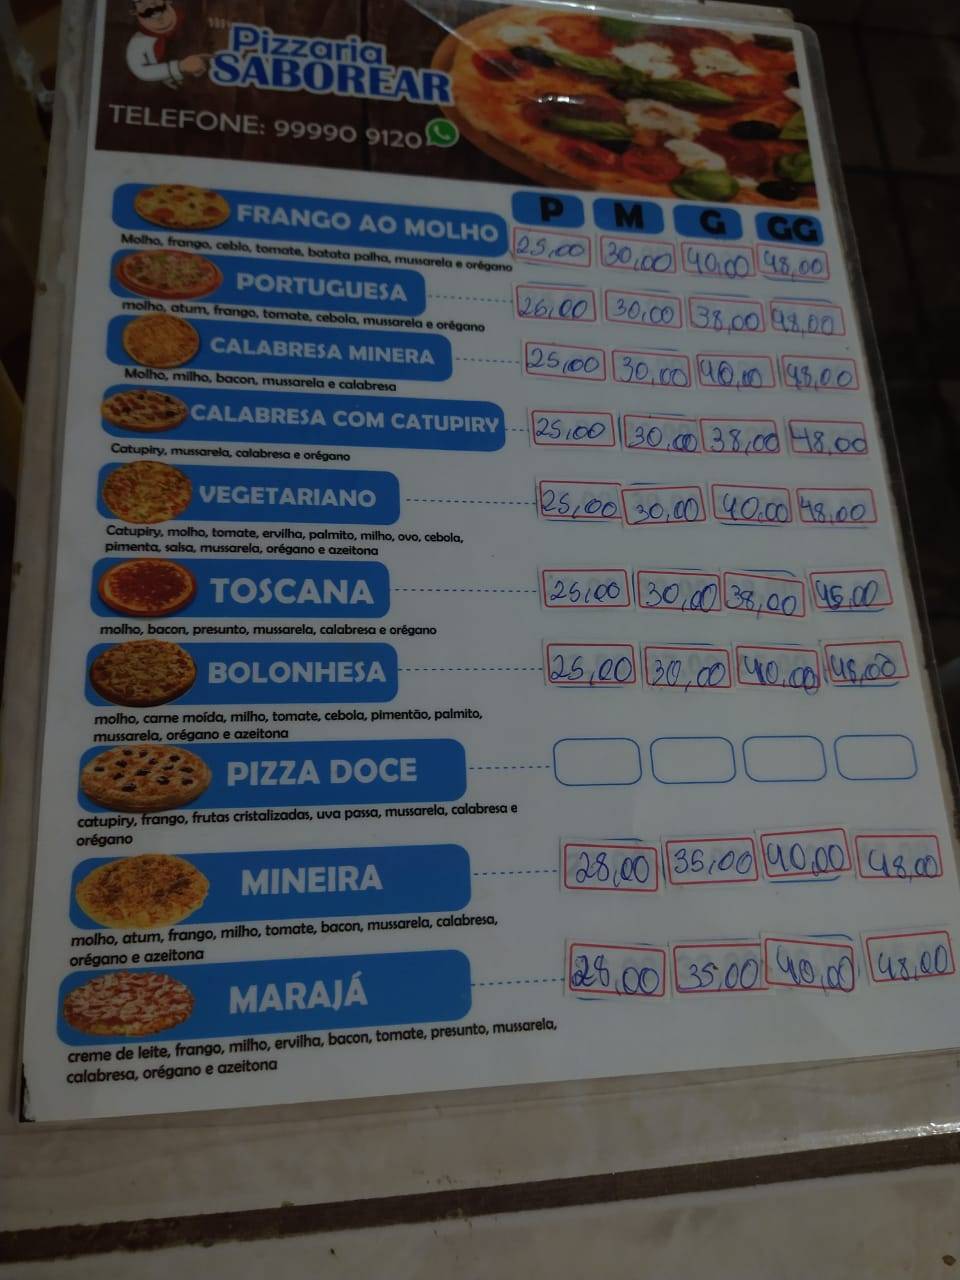 Pizzaria
SABOREAR
TELEFONE: 99990 9120
P M G GG
FRANGO AO MOLHO 25,00 30,00 40,00 48,00
Molho, frango, ceblo, tomate, batata palha, mussarela e orégano
PORTUGUESA 26,00 30,00 38,00 48,00
molho, atum, frango, tomate, cebola, mussarela e orégano
CALABRESA MINERA 25,00 30,00 40,00 48,00
Molho, milho, bacon, mussarela e calabresa
CALABRESA COM CATUPIRY 25,00 30,00 38,00 48,00
Catupiry, mussarela, calabresa e orégano
VEGETARIANO 25,00 30,00 40,00 48,00
Catupiry, molho, tomate, ervilha, palmito, milho, ovo, cebola,
pimenta, salsa, mussarela, orégano e azeitona
TOSCANA 25,00 30,00 38,00
molho, bacon, presunto, mussarela, calabresa e orégano
BOLONHESA 25,00 30,00 40,00 48,00
molho, carne moída, milho, tomate, cebola, pimentão, palmito,
mussarela, orégano e azeitona
PIZZA DOCE
catupiry, frango, frutas cristalizadas, uva passa, mussarela, calabresa e
orégano
MINEIRA 28,00 35,00 40,00 48,00
molho, atum, frango, milho, tomate, bacon, mussarela, calabresa,
orégano e azeitona
MARAJÁ 28,00 35,00 40,00 48,00
creme de leite, frango, milho, ervilha, bacon, tomate, presunto, mussarela,
calabresa, orégano e azeitona